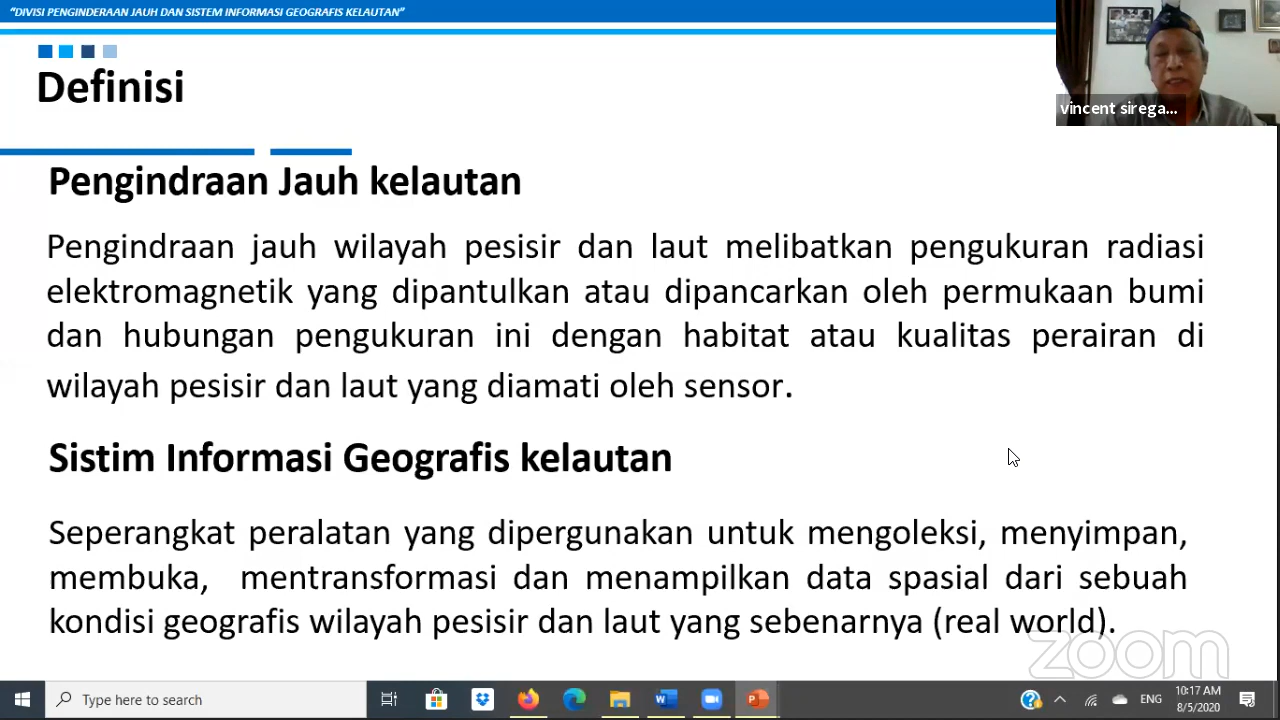 “DIVISI PENGINDERAAN JAUH DAN SISTEM INFORMASI GEOGRAFIS KELAUTAN”
Definisi
vincent sirega...
Pengindraan Jauh kelautan
Pengindraan jauh wilayah pesisir dan laut melibatkan pengukuran radiasi
elektromagnetik yang dipantulkan atau dipancarkan oleh permukaan bumi
dan hubungan pengukuran ini dengan habitat atau kualitas perairan di
wilayah pesisir dan laut yang diamati oleh sensor.
Sistim Informasi Geografis kelautan
Seperangkat peralatan yang dipergunakan untuk mengoleksi, menyimpan,
membuka, mentransformasi dan menampilkan data spasial dari sebuah
kondisi geografis wilayah pesisir dan laut yang sebenarnya (real world).
zoom
Type here to search
ENG
10:17 AM
8/5/2020